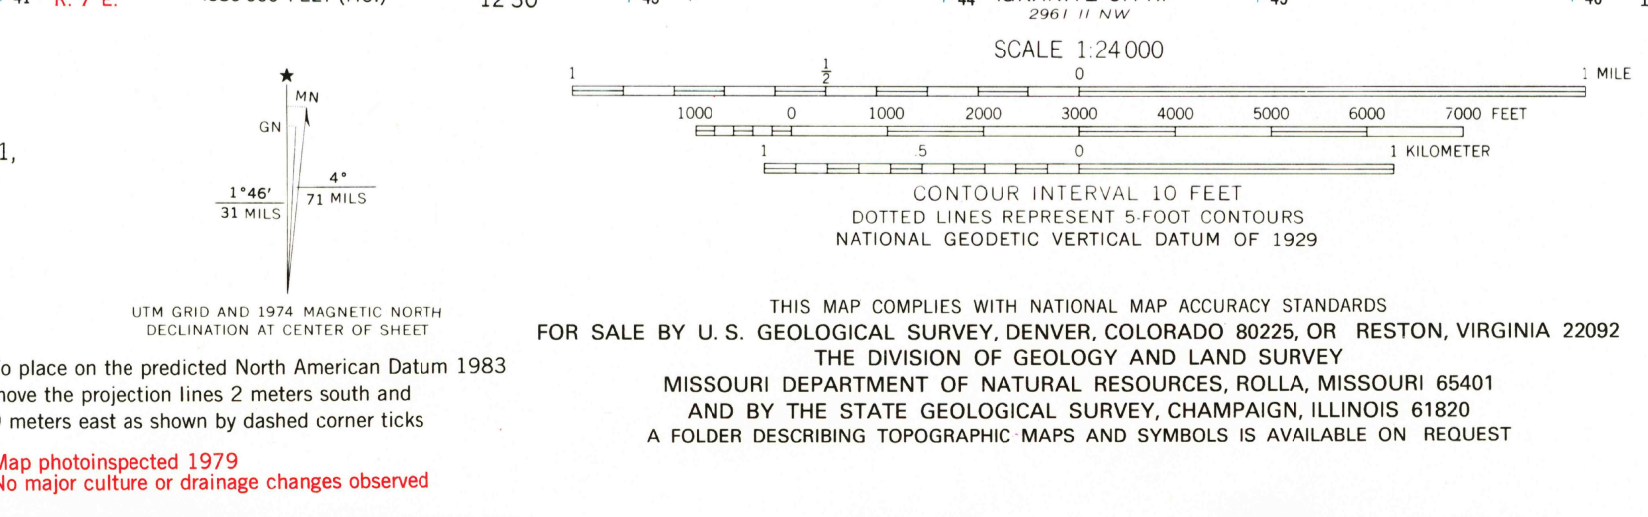 R. 7 E.
12'30"
44
2961 II NW
SCALE 1:24 000
1 1/2 0 1 MILE
1000 0 1000 2000 3000 4000 5000 6000 7000 FEET
1 .5 0 1 KILOMETER
CONTOUR INTERVAL 10 FEET
DOTTED LINES REPRESENT 5-FOOT CONTOURS
NATIONAL GEODETIC VERTICAL DATUM OF 1929
★
MN
GN
1,
1°46′
31 MILS
4°
71 MILS
UTM GRID AND 1974 MAGNETIC NORTH
DECLINATION AT CENTER OF SHEET
THIS MAP COMPLIES WITH NATIONAL MAP ACCURACY STANDARDS
FOR SALE BY U. S. GEOLOGICAL SURVEY, DENVER, COLORADO 80225, OR RESTON, VIRGINIA 22092
THE DIVISION OF GEOLOGY AND LAND SURVEY
MISSOURI DEPARTMENT OF NATURAL RESOURCES, ROLLA, MISSOURI 65401
AND BY THE STATE GEOLOGICAL SURVEY, CHAMPAIGN, ILLINOIS 61820
A FOLDER DESCRIBING TOPOGRAPHIC MAPS AND SYMBOLS IS AVAILABLE ON REQUEST
o place on the predicted North American Datum 1983
move the projection lines 2 meters south and
meters east as shown by dashed corner ticks
Map photoinspected 1979
No major culture or drainage changes observed